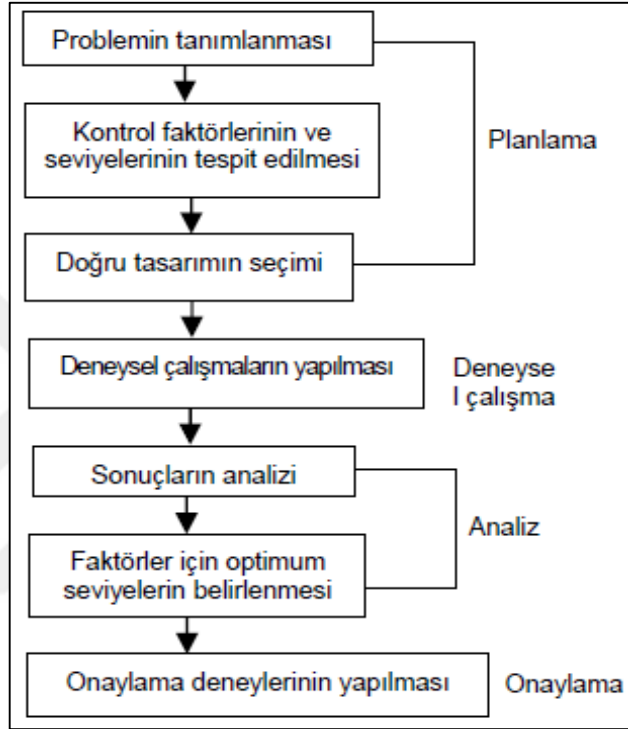 Problemin tanımlanması
Kontrol faktörlerinin ve
seviyelerinin tespit edilmesi
Planlama
Doğru tasarımın seçimi
Deneysel çalışmaların yapılması
Deneyse
l çalışma
Sonuçların analizi
Analiz
Faktörler için optimum
seviyelerin belirlenmesi
Onaylama deneylerinin yapılması
Onaylama